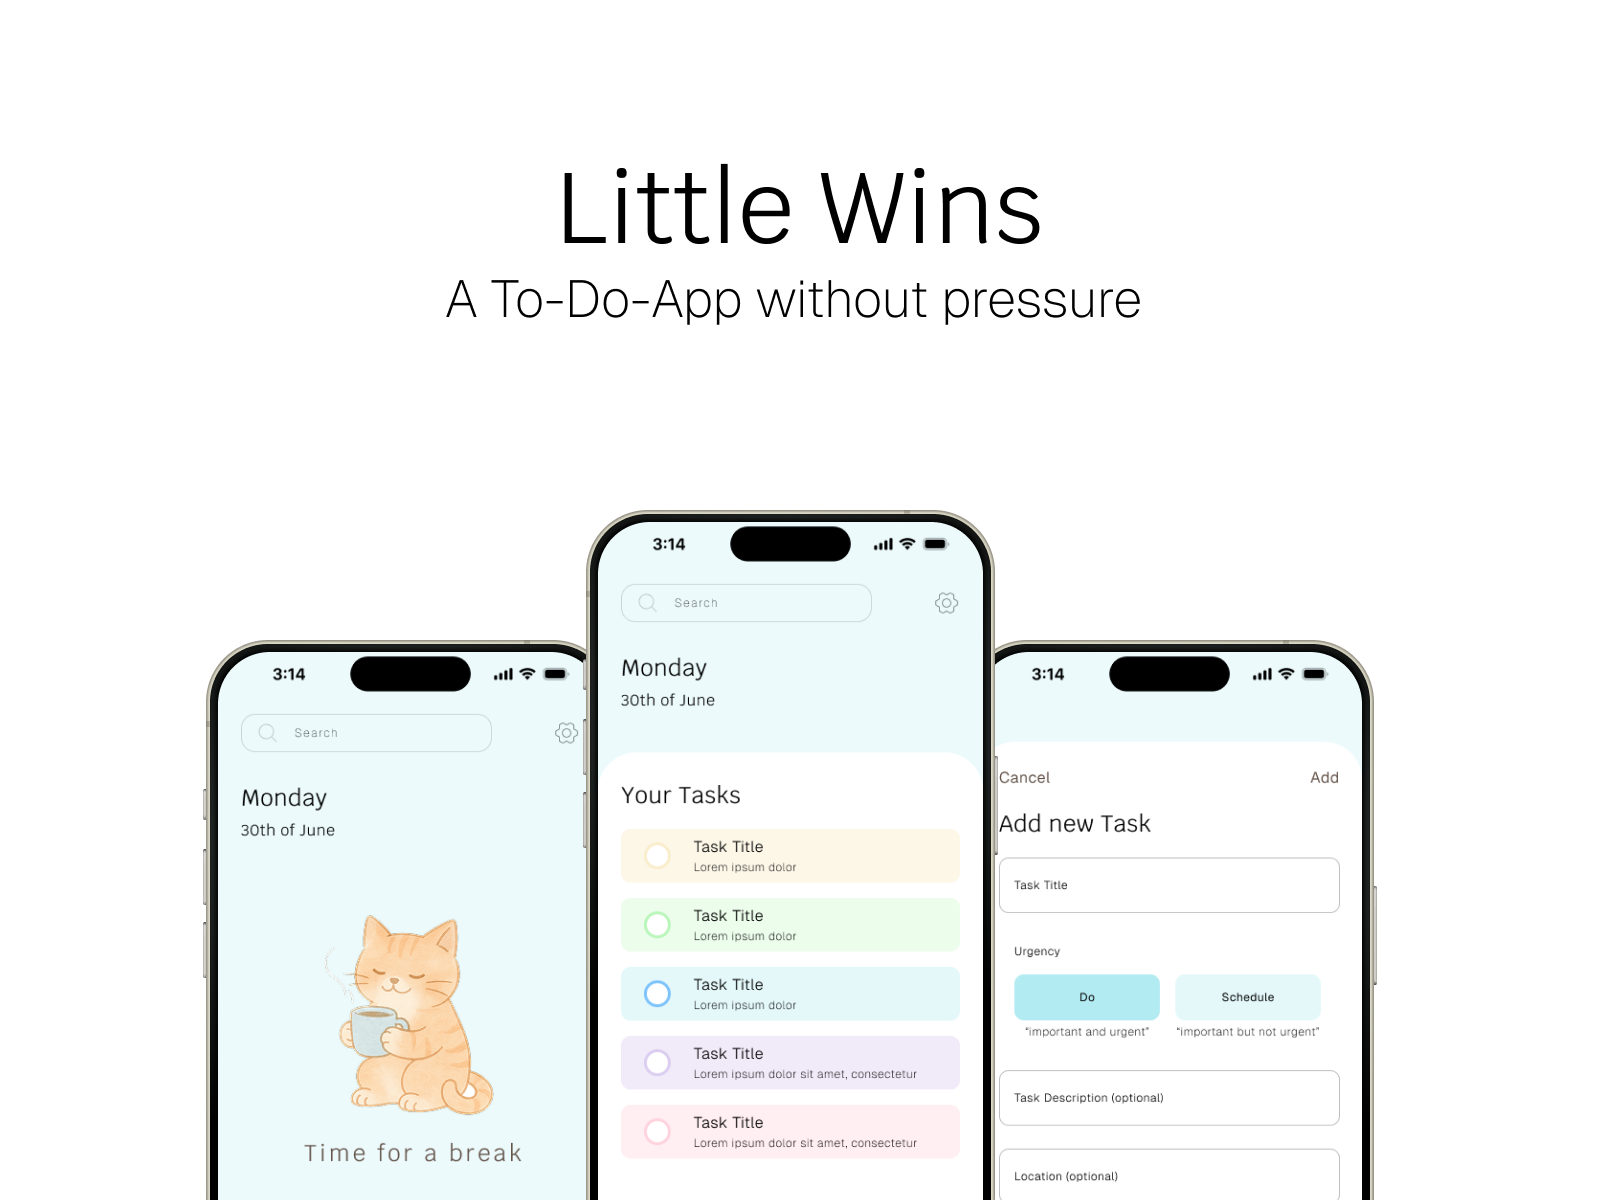 Little Wins
A To-Do-App without pressure
3:14
Search
Monday
30th of June
Time for a break
3:14
Search
Monday
30th of June
Your Tasks
Task Title
Lorem ipsum dolor
Task Title
Lorem ipsum dolor
Task Title
Lorem ipsum dolor
Task Title
Lorem ipsum dolor sit amet, consectetur
Task Title
Lorem ipsum dolor sit amet, consectetur
3:14
Cancel Add
Add new Task
Task Title
Urgency
Do Schedule
“important and urgent” “important but not urgent”
Task Description (optional)
Location (optional)